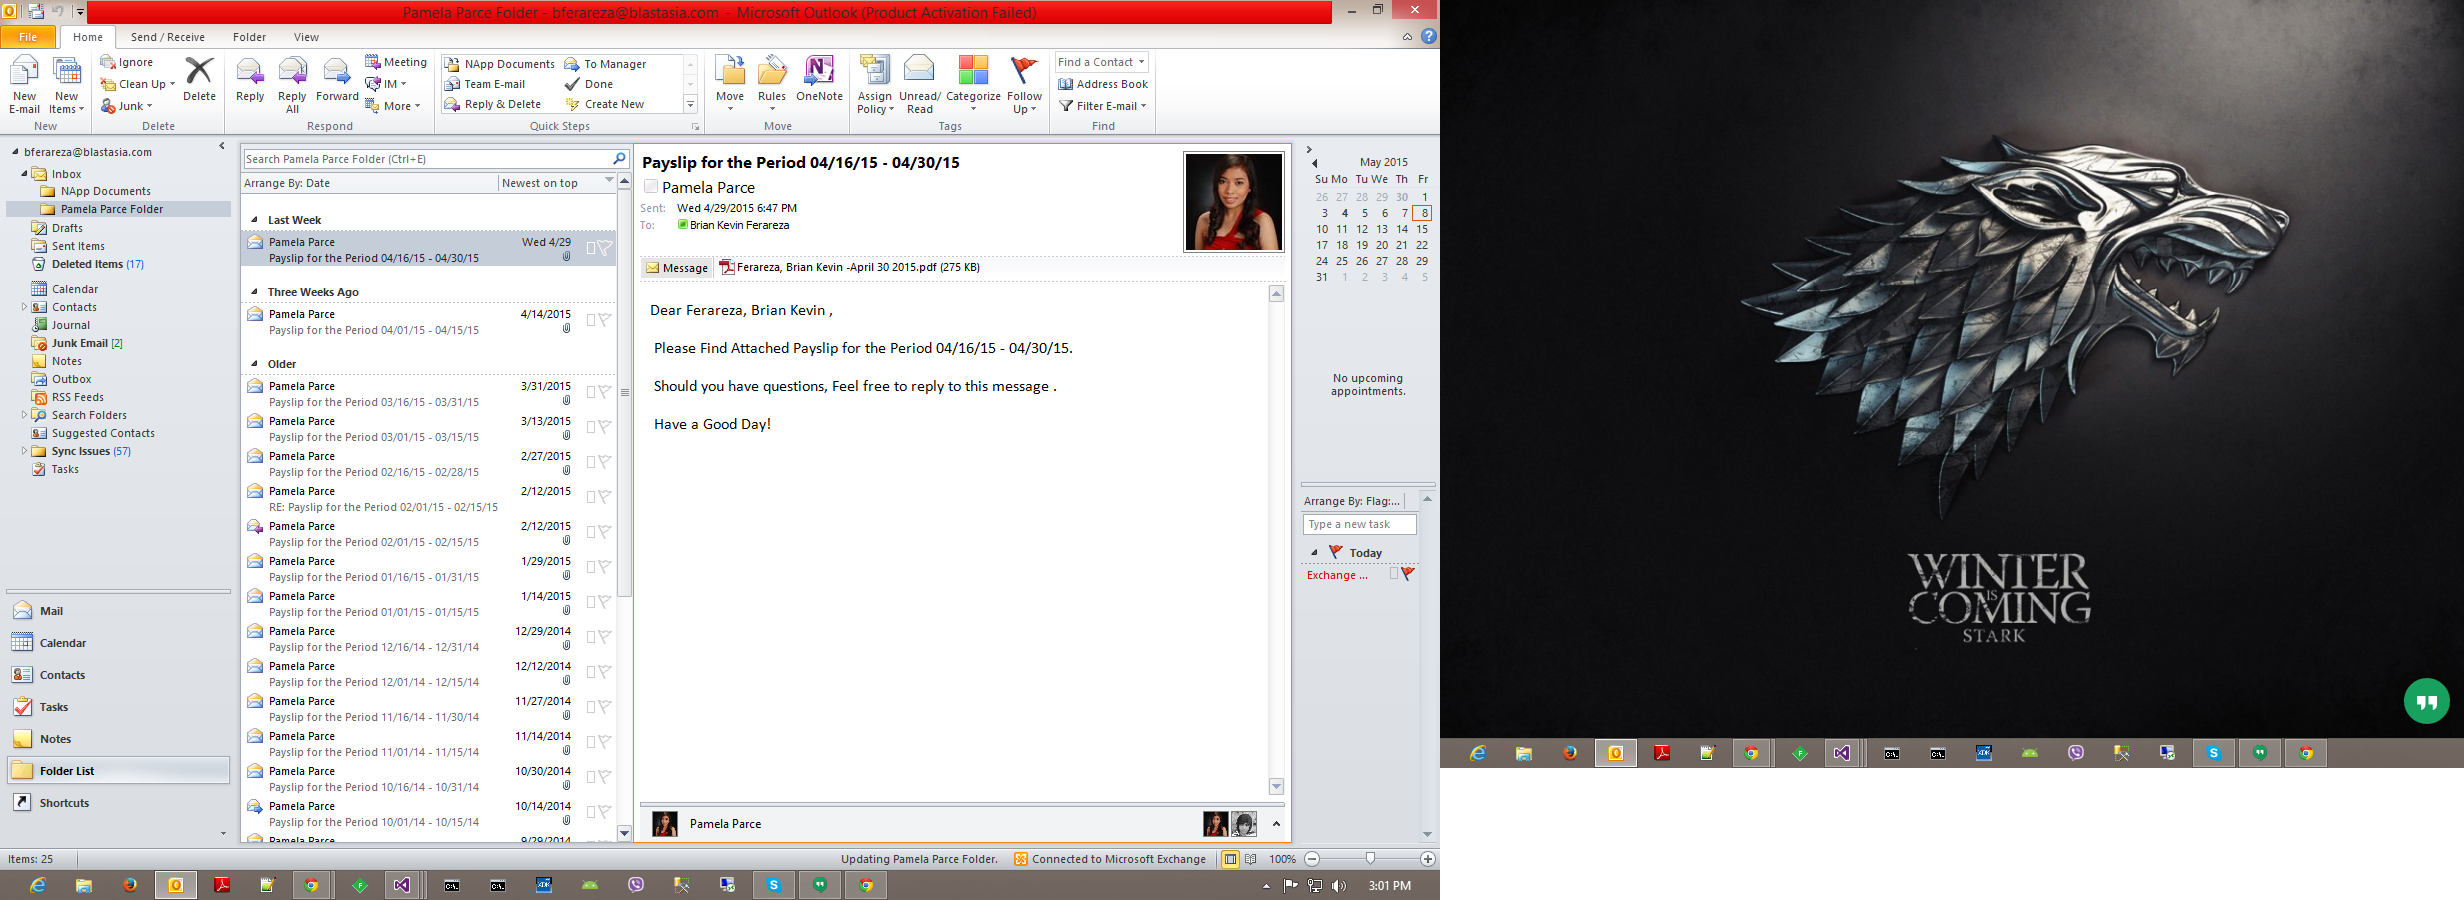 Pamela Parce Folder - bferareza@blastasia.com - Microsoft Outlook (Product Activation Failed)
File
Home
Send / Receive
Folder
View
New E-mail
New Items
New
Ignore
Clean Up
Junk
Delete
Delete
Reply
Reply All
Forward
Meeting
IM
More
Respond
NApp Documents
Team E-mail
Reply & Delete
To Manager
Done
Create New
Quick Steps
Move
Rules
OneNote
Move
Assign Policy
Unread/ Read
Categorize
Follow Up
Tags
Find a Contact
Address Book
Filter E-mail
Find
bferareza@blastasia.com
Inbox
NApp Documents
Pamela Parce Folder
Drafts
Sent Items
Deleted Items (17)
Calendar
Contacts
Journal
Junk Email [2]
Notes
Outbox
RSS Feeds
Search Folders
Suggested Contacts
Sync Issues (57)
Tasks
Mail
Calendar
Contacts
Tasks
Notes
Folder List
Shortcuts
Search Pamela Parce Folder (Ctrl+E)
Arrange By: Date
Newest on top
Last Week
Pamela Parce Wed 4/29
Payslip for the Period 04/16/15 - 04/30/15
Three Weeks Ago
Pamela Parce 4/14/2015
Payslip for the Period 04/01/15 - 04/15/15
Older
Pamela Parce 3/31/2015
Payslip for the Period 03/16/15 - 03/31/15
Pamela Parce 3/13/2015
Payslip for the Period 03/01/15 - 03/15/15
Pamela Parce 2/27/2015
Payslip for the Period 02/16/15 - 02/28/15
Pamela Parce 2/12/2015
RE: Payslip for the Period 02/01/15 - 02/15/15
Pamela Parce 2/12/2015
Payslip for the Period 02/01/15 - 02/15/15
Pamela Parce 1/29/2015
Payslip for the Period 01/16/15 - 01/31/15
Pamela Parce 1/14/2015
Payslip for the Period 01/01/15 - 01/15/15
Pamela Parce 12/29/2014
Payslip for the Period 12/16/14 - 12/31/14
Pamela Parce 12/12/2014
Payslip for the Period 12/01/14 - 12/15/14
Pamela Parce 11/27/2014
Payslip for the Period 11/16/14 - 11/30/14
Pamela Parce 11/14/2014
Payslip for the Period 11/01/14 - 11/15/14
Pamela Parce 10/30/2014
Payslip for the Period 10/16/14 - 10/31/14
Pamela Parce 10/14/2014
Payslip for the Period 10/01/14 - 10/15/14
Pamela Parce 9/29/2014
Payslip for the Period 04/16/15 - 04/30/15
Pamela Parce
Sent: Wed 4/29/2015 6:47 PM
To: Brian Kevin Ferareza
Message
Ferareza, Brian Kevin -April 30 2015.pdf (275 KB)
Dear Ferareza, Brian Kevin ,
Please Find Attached Payslip for the Period 04/16/15 - 04/30/15.
Should you have questions, Feel free to reply to this message .
Have a Good Day!
Pamela Parce
May 2015
Su Mo Tu We Th Fr
26 27 28 29 30 1
3 4 5 6 7 8
10 11 12 13 14 15
17 18 19 20 21 22
24 25 26 27 28 29
31 1 2 3 4 5
No upcoming
appointments.
Arrange By: Flag:...
Type a new task
Today
Exchange ...
Items: 25
Updating Pamela Parce Folder.
Connected to Microsoft Exchange
100%
3:01 PM
WINTER
IS
COMING
STARK